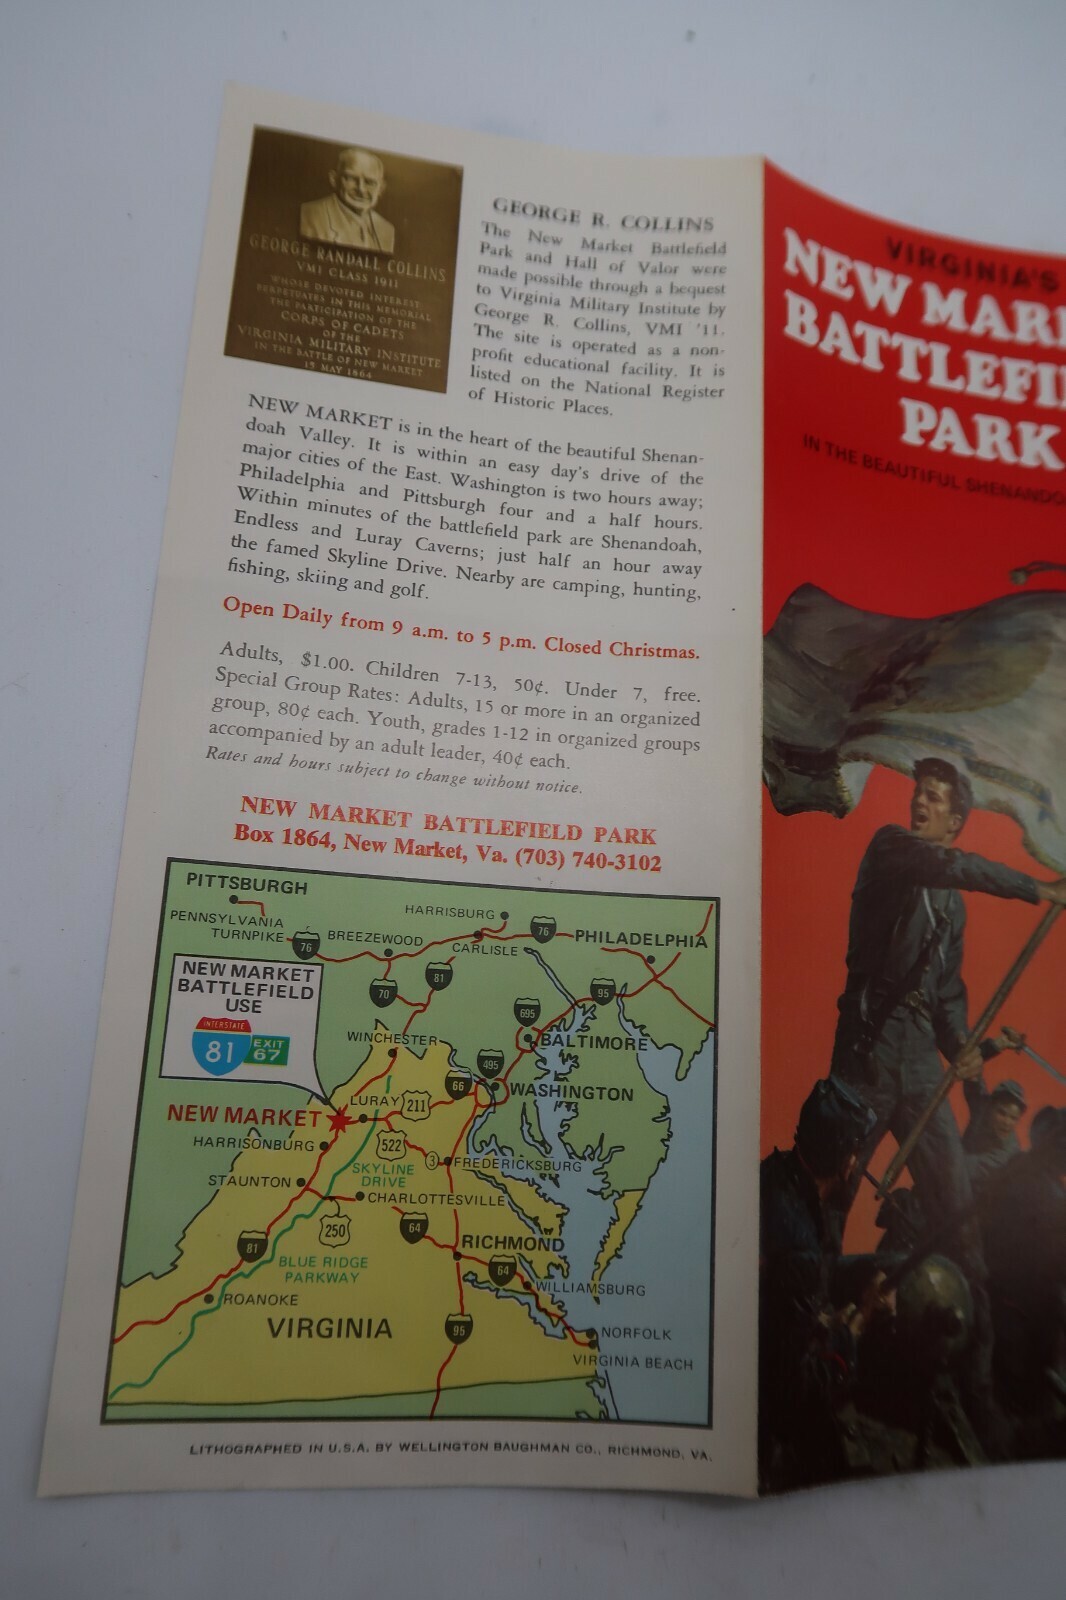 GEORGE RANDALL COLLINS
VMI CLASS 1911
WHOSE DEVOTED INTEREST
PERPETUATES IN THIS MEMORIAL
THE PARTICIPATION OF THE
CORPS OF CADETS
OF THE
VIRGINIA MILITARY INSTITUTE
IN THE BATTLE OF NEW MARKET
15 MAY 1864
GEORGE R. COLLINS
The New Market Battlefield
Park and Hall of Valor were
made possible through a bequest
to Virginia Military Institute by
George R. Collins, VMI '11.
The site is operated as a non-
profit educational facility. It is
listed on the National Register
of Historic Places.
NEW MARKET is in the heart of the beautiful Shenan-
doah Valley. It is within an easy day's drive of the
major cities of the East. Washington is two hours away;
Philadelphia and Pittsburgh four and a half hours.
Within minutes of the battlefield park are Shenandoah,
Endless and Luray Caverns; just half an hour away
the famed Skyline Drive. Nearby are camping, hunting,
fishing, skiing and golf.
Open Daily from 9 a.m. to 5 p.m. Closed Christmas.
Adults, $1.00. Children 7-13, 50¢. Under 7, free.
Special Group Rates: Adults, 15 or more in an organized
group, 80¢ each. Youth, grades 1-12 in organized groups
accompanied by an adult leader, 40¢ each.
Rates and hours subject to change without notice.
NEW MARKET BATTLEFIELD PARK
Box 1864, New Market, Va. (703) 740-3102
PITTSBURGH
HARRISBURG
PENNSYLVANIA
TURNPIKE
76
BREEZEWOOD
CARLISLE
76
PHILADELPHIA
NEW MARKET
BATTLEFIELD
USE
INTERSTATE
81
EXIT
67
70
81
95
695
WINCHESTER
BALTIMORE
495
66
WASHINGTON
NEW MARKET
LURAY
211
HARRISONBURG
522
3
FREDERICKSBURG
STAUNTON
SKYLINE
DRIVE
CHARLOTTESVILLE
250
64
81
RICHMOND
BLUE RIDGE
PARKWAY
64
WILLIAMSBURG
ROANOKE
VIRGINIA
95
NORFOLK
VIRGINIA BEACH
LITHOGRAPHED IN U.S.A. BY WELLINGTON BAUGHMAN CO., RICHMOND, VA.
VIRGINIA'S
NEW MAR
BATTLEFI
PARK
IN THE BEAUTIFUL SHENANDO